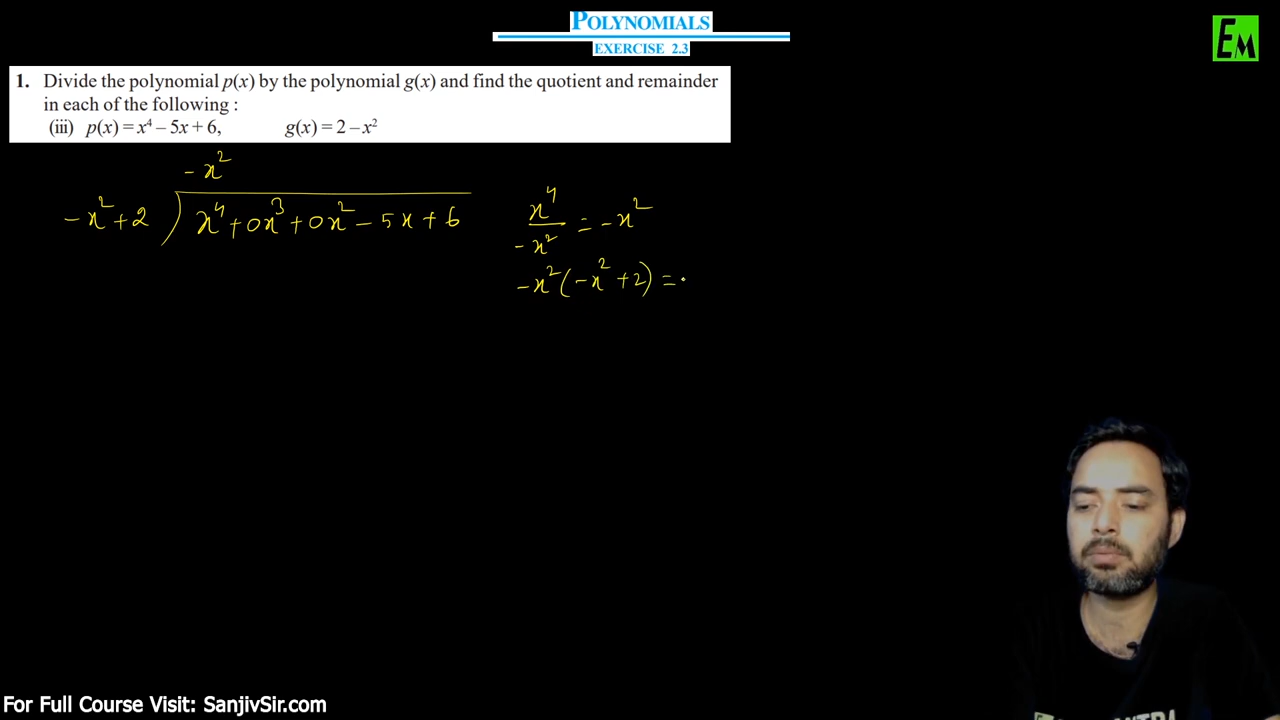 POLYNOMIALS
EXERCISE 2.3
EM
1. Divide the polynomial p(x) by the polynomial g(x) and find the quotient and remainder
in each of the following :
(iii) p(x) = x⁴ – 5x + 6, g(x) = 2 – x²
-x²
-x²+2 ) x⁴+0x³+0x²-5x+6
x⁴/-x² = -x²
-x²(-x²+2) =
For Full Course Visit: SanjivSir.com